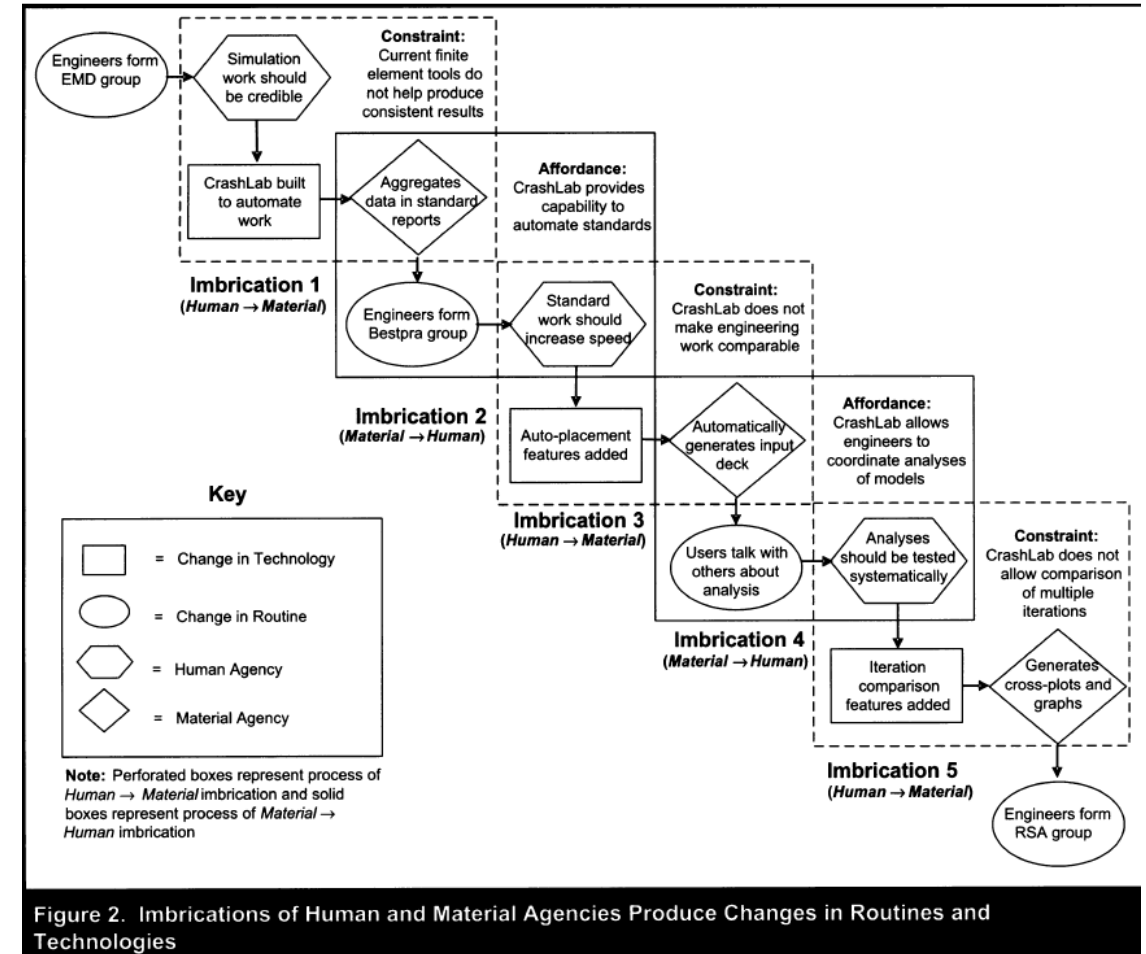 Engineers form
EMD group
Simulation
work should
be credible
Constraint:
Current finite
element tools do
not help produce
consistent results
CrashLab built
to automate
work
Aggregates
data in standard
reports
Affordance:
CrashLab provides
capability to
automate standards
Imbrication 1
(Human → Material)
Engineers form
Bestpra group
Standard
work should
increase speed
Constraint:
CrashLab does not
make engineering
work comparable
Imbrication 2
(Material → Human)
Auto-placement
features added
Automatically
generates input
deck
Affordance:
CrashLab allows
engineers to
coordinate analyses
of models
Imbrication 3
(Human → Material)
Users talk with
others about
analysis
Analyses
should be tested
systematically
Constraint:
CrashLab does not
allow comparison
of multiple
iterations
Imbrication 4
(Material → Human)
Iteration
comparison
features added
Generates
cross-plots and
graphs
Imbrication 5
(Human → Material)
Engineers form
RSA group
Key
= Change in Technology
= Change in Routine
= Human Agency
= Material Agency
Note: Perforated boxes represent process of
Human → Material imbrication and solid
boxes represent process of Material →
Human imbrication
Figure 2. Imbrications of Human and Material Agencies Produce Changes in Routines and
Technologies